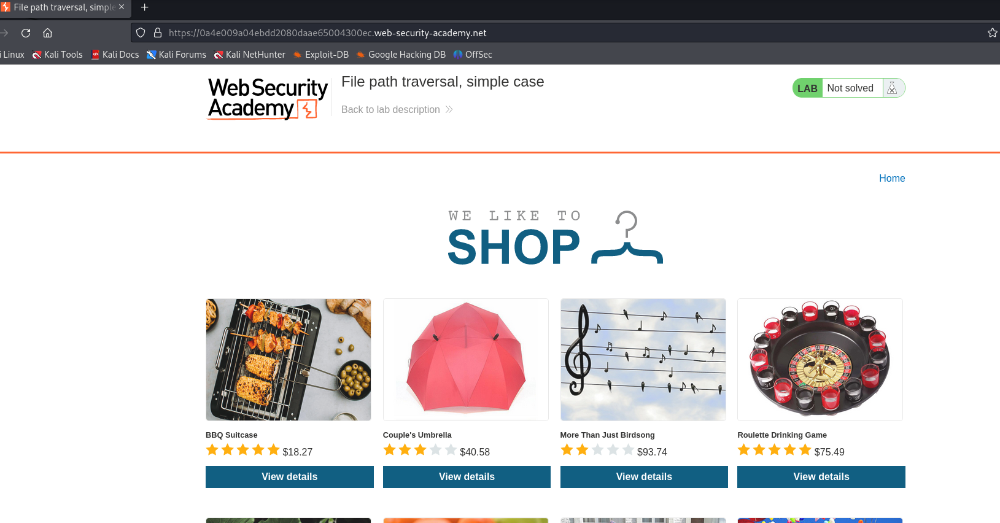 File path traversal, simple
https://0a4e009a04ebdd2080daae65004300ec.web-security-academy.net
Linux Kali Tools Kali Docs Kali Forums Kali NetHunter Exploit-DB Google Hacking DB OffSec
Web Security
Academy
File path traversal, simple case
Back to lab description
LAB Not solved
Home
WE LIKE TO
SHOP
BBQ Suitcase
$18.27
View details
Couple's Umbrella
$40.58
View details
More Than Just Birdsong
$93.74
View details
Roulette Drinking Game
$75.49
View details